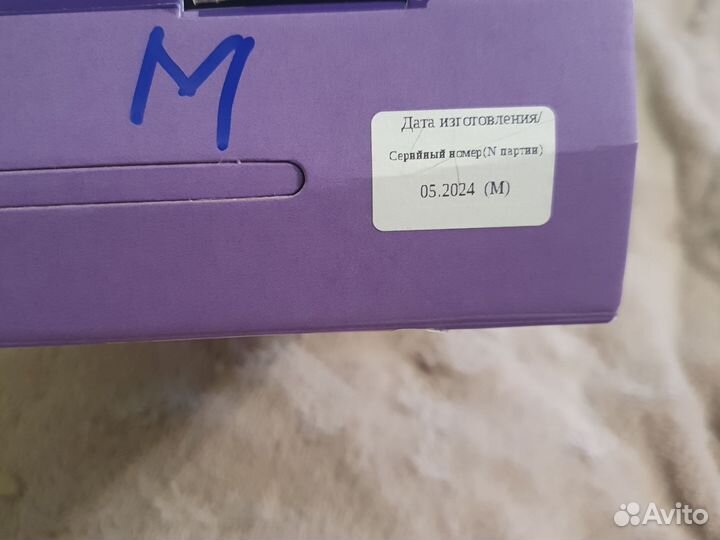 M
Дата изготовления/
Серийный номер(N партии)
05.2024 (М)
Avito